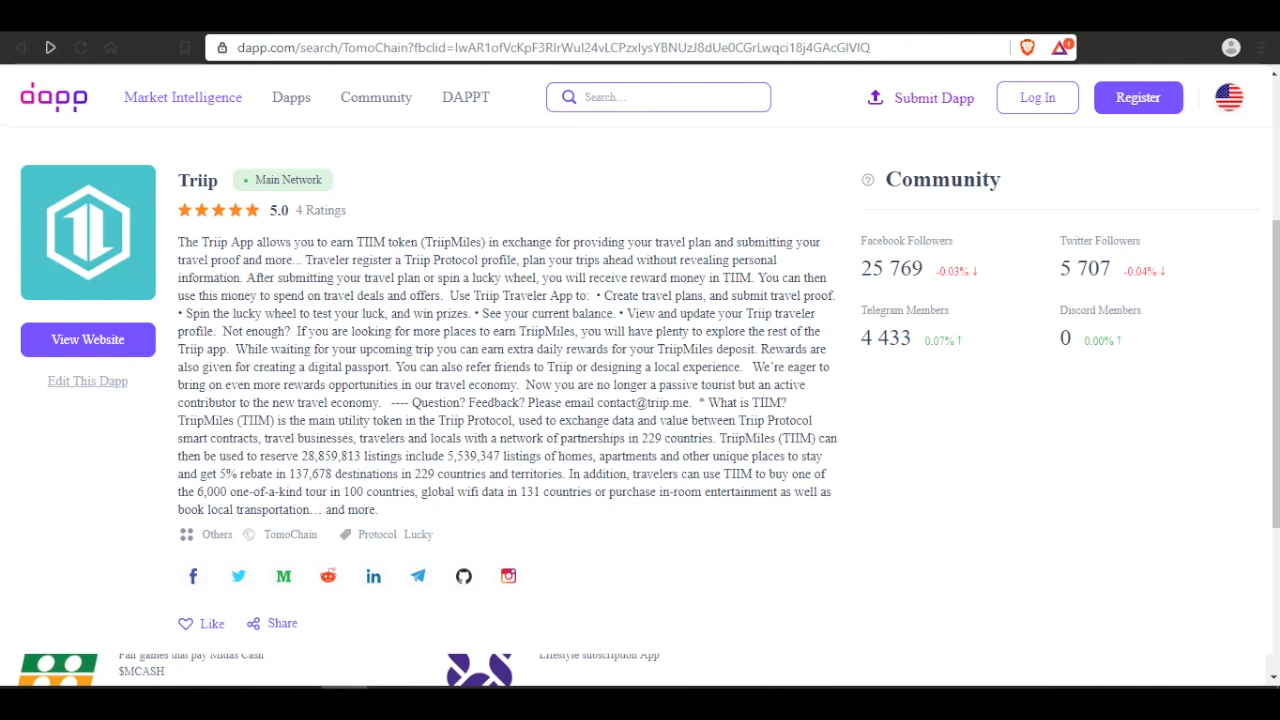 dapp.com/search/TomoChain?fbclid=IwAR1ofVcKpF3RlrWul24vLCPzxlysYBNUzJ8dUe0CGrLwqci18j4GAcGlVIQ
1
dapp
Market Intelligence
Dapps
Community
DAPPT
Search...
Submit Dapp
Log In
Register
Triip
• Main Network
5.0 4 Ratings
The Triip App allows you to earn TIIM token (TriipMiles) in exchange for providing your travel plan and submitting your
travel proof and more... Traveler register a Triip Protocol profile, plan your trips ahead without revealing personal
information. After submitting your travel plan or spin a lucky wheel, you will receive reward money in TIIM. You can then
use this money to spend on travel deals and offers.  Use Triip Traveler App to:  • Create travel plans, and submit travel proof.
• Spin the lucky wheel to test your luck, and win prizes. • See your current balance. • View and update your Triip traveler
profile.  Not enough?  If you are looking for more places to earn TriipMiles, you will have plenty to explore the rest of the
Triip app.  While waiting for your upcoming trip you can earn extra daily rewards for your TriipMiles deposit. Rewards are
also given for creating a digital passport. You can also refer friends to Triip or designing a local experience.   We're eager to
bring on even more rewards opportunities in our travel economy.  Now you are no longer a passive tourist but an active
contributor to the new travel economy.   ---- Question? Feedback? Please email contact@triip.me.  * What is TIIM?
TriipMiles (TIIM) is the main utility token in the Triip Protocol, used to exchange data and value between Triip Protocol
smart contracts, travel businesses, travelers and locals with a network of partnerships in 229 countries. TriipMiles (TIIM) can
then be used to reserve 28,859,813 listings include 5,539,347 listings of homes, apartments and other unique places to stay
and get 5% rebate in 137,678 destinations in 229 countries and territories. In addition, travelers can use TIIM to buy one of
the 6,000 one-of-a-kind tour in 100 countries, global wifi data in 131 countries or purchase in-room entertainment as well as
book local transportation… and more.
Others TomoChain Protocol Lucky
Like Share
View Website
Edit This Dapp
Community
Facebook Followers
25 769 -0.03% ↓
Twitter Followers
5 707 -0.04% ↓
Telegram Members
4 433 0.07% ↑
Discord Members
0 0.00% ↑
Fair games that pay Midas Cash
$MCASH
Lifestyle subscription App